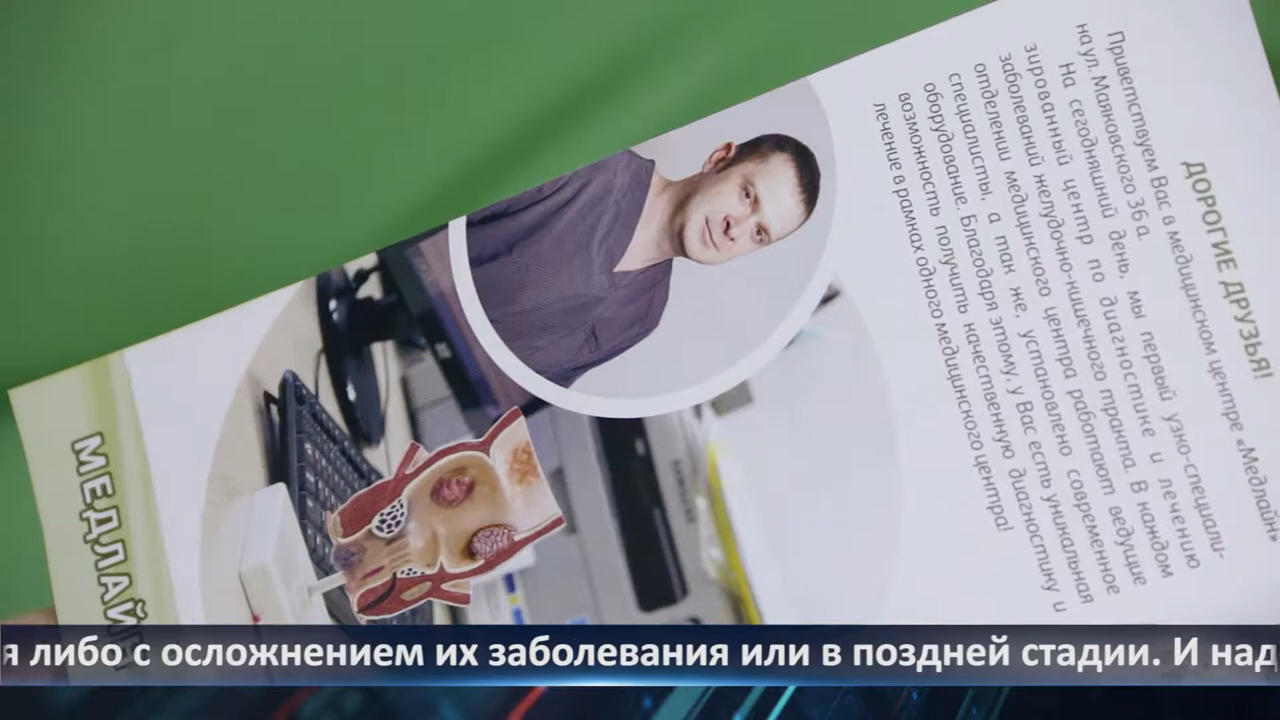 ДОРОГИЕ ДРУЗЬЯ!
Приветствуем Вас в медицинском центре «Медлайн»
на ул. Маяковского 36 а.
На сегодняшний день, мы первый узко-специали-
зированный центр по диагностике и лечению
заболеваний желудочно-кишечного тракта. В каждом
отделении медицинского центра работают ведущие
специалисты, а так же, установлено современное
оборудование. Благодаря этому, у Вас есть уникальная
возможность получить качественную диагностику и
лечение в рамках одного медицинского центра!
МЕДЛАЙН
я либо с осложнением их заболевания или в поздней стадии. И над